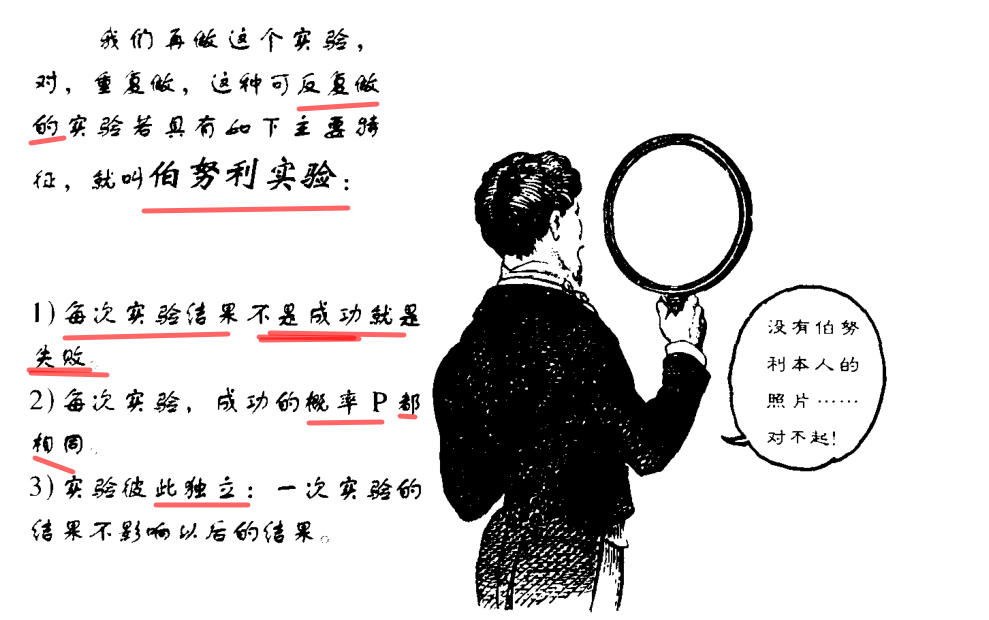 我们再做这个实验，
对，重复做，这种可反复做
的实验若具有如下主要特
征，就叫伯努利实验：
1）每次实验结果不是成功就是
失败。
2）每次实验，成功的概率 P 都
相同。
3）实验彼此独立：一次实验的
结果不影响以后的结果。
没有伯努
利本人的
照片……
对不起！